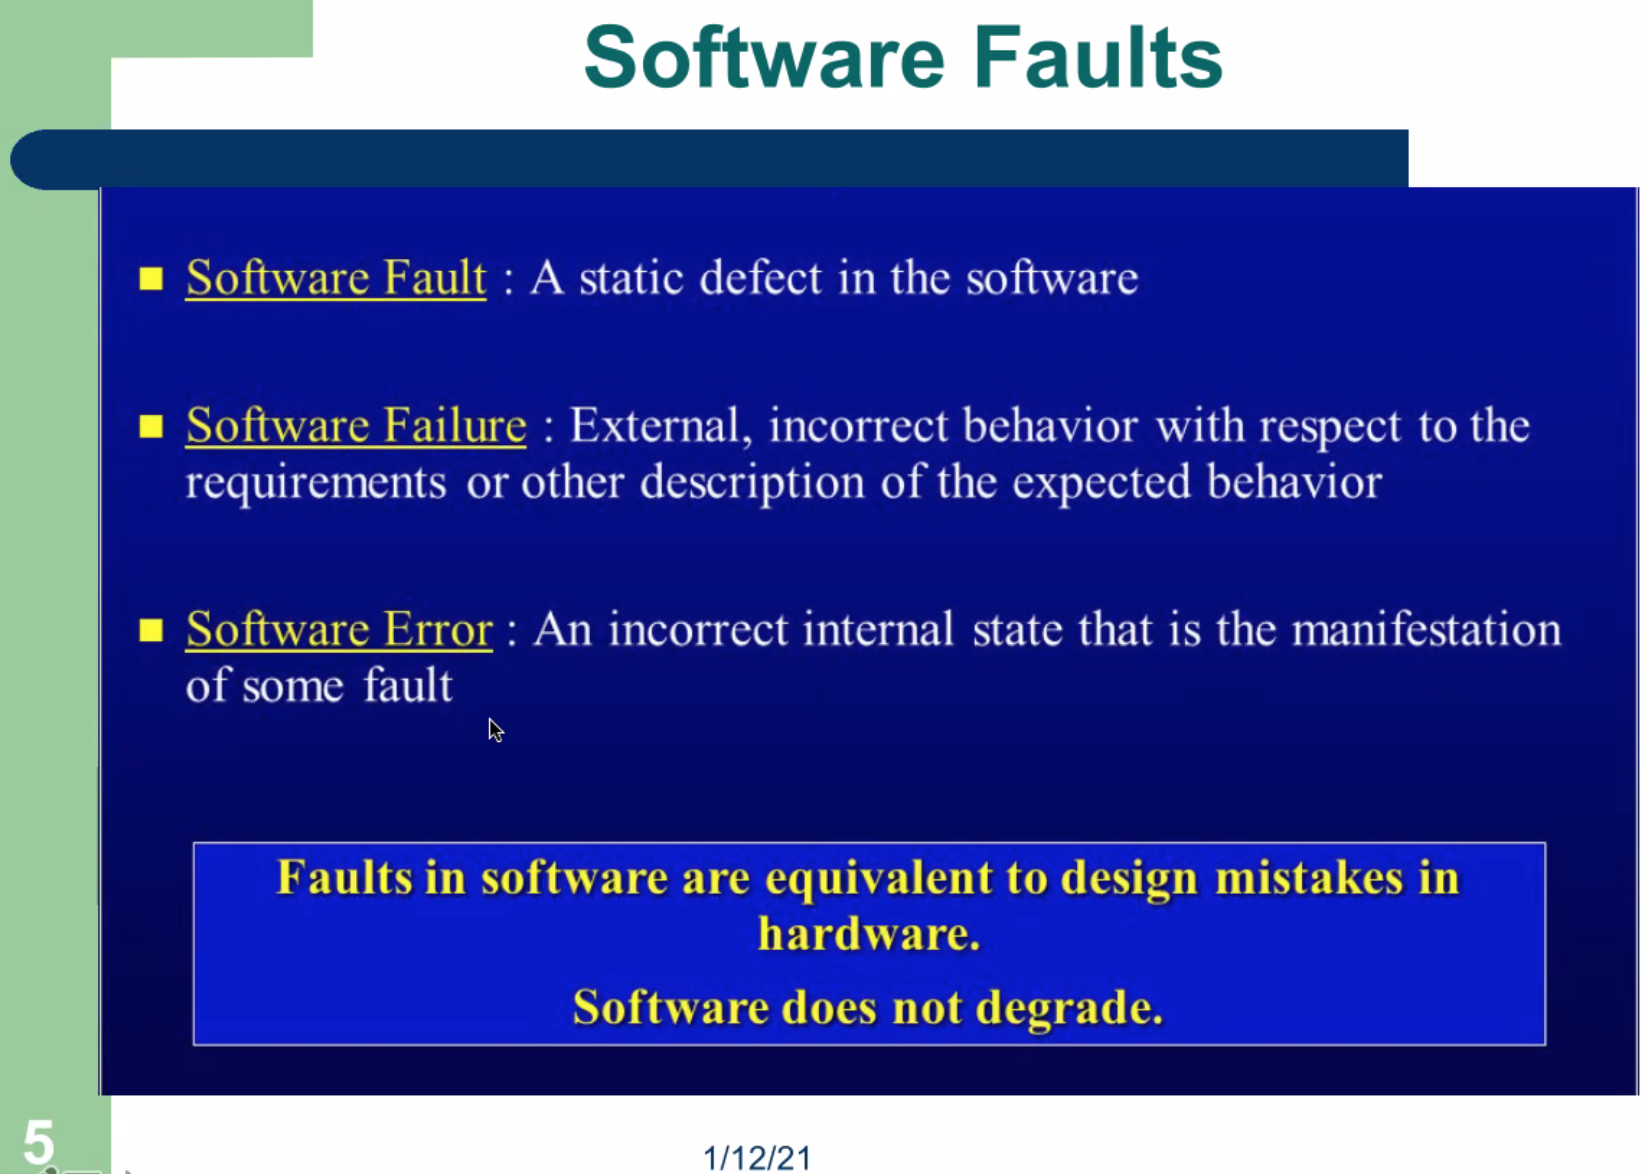 Software Faults
Software Fault : A static defect in the software
Software Failure : External, incorrect behavior with respect to the
requirements or other description of the expected behavior
Software Error : An incorrect internal state that is the manifestation
of some fault
Faults in software are equivalent to design mistakes in
hardware.
Software does not degrade.
5
1/12/21